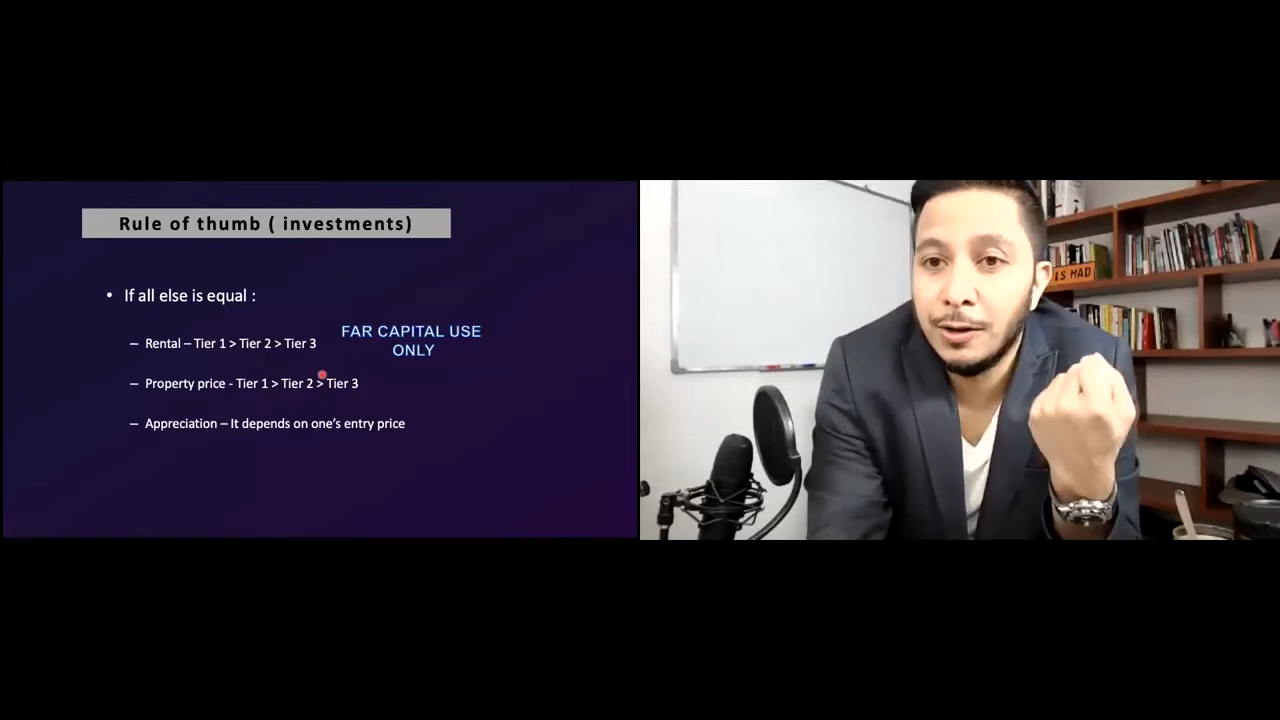 Rule of thumb ( investments)
• If all else is equal :
– Rental – Tier 1 > Tier 2 > Tier 3
FAR CAPITAL USE
ONLY
– Property price - Tier 1 > Tier 2 > Tier 3
– Appreciation – It depends on one's entry price
IS MAD